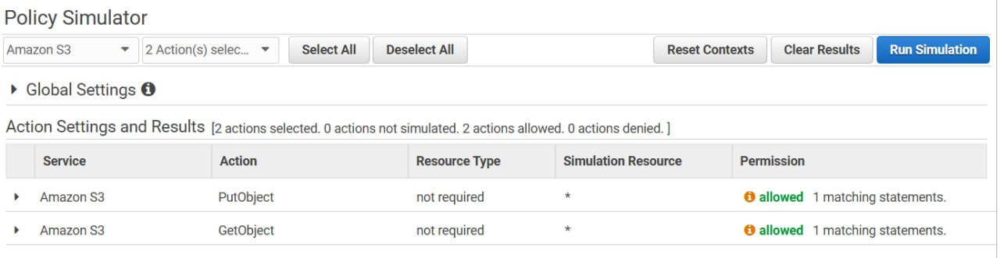 Policy Simulator
Amazon S3 2 Action(s) selec... Select All Deselect All Reset Contexts Clear Results Run Simulation
Global Settings
Action Settings and Results [2 actions selected. 0 actions not simulated. 2 actions allowed. 0 actions denied. ]
Service Action Resource Type Simulation Resource Permission
Amazon S3 PutObject not required * allowed 1 matching statements.
Amazon S3 GetObject not required * allowed 1 matching statements.